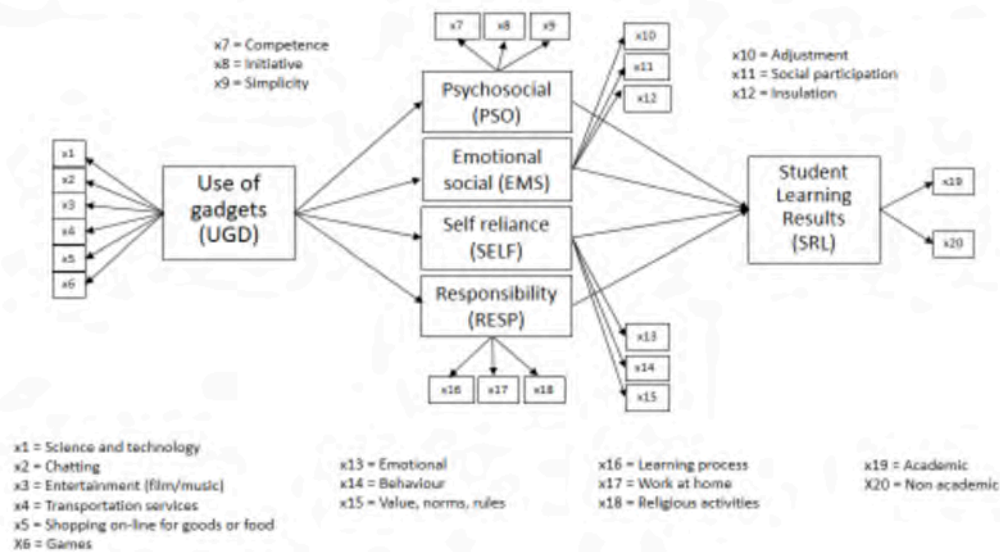 x7
x8
x9
x7 = Competence
x8 = Initiative
x9 = Simplicity
x10
x11
x12
x10 = Adjustment
x11 = Social participation
x12 = Insulation
Psychosocial
(PSO)
x1
x2
x3
x4
x5
x6
Use of
gadgets
(UGD)
Emotional
social (EMS)
Self reliance
(SELF)
Responsibility
(RESP)
Student
Learning
Results
(SRL)
x19
x20
x13
x14
x15
x16
x17
x18
x1 = Science and technology
x2 = Chatting
x3 = Entertainment (film/music)
x4 = Transportation services
x5 = Shopping on-line for goods or food
X6 = Games
x13 = Emotional
x14 = Behaviour
x15 = Value, norms, rules
x16 = Learning process
x17 = Work at home
x18 = Religious activities
x19 = Academic
X20 = Non academic